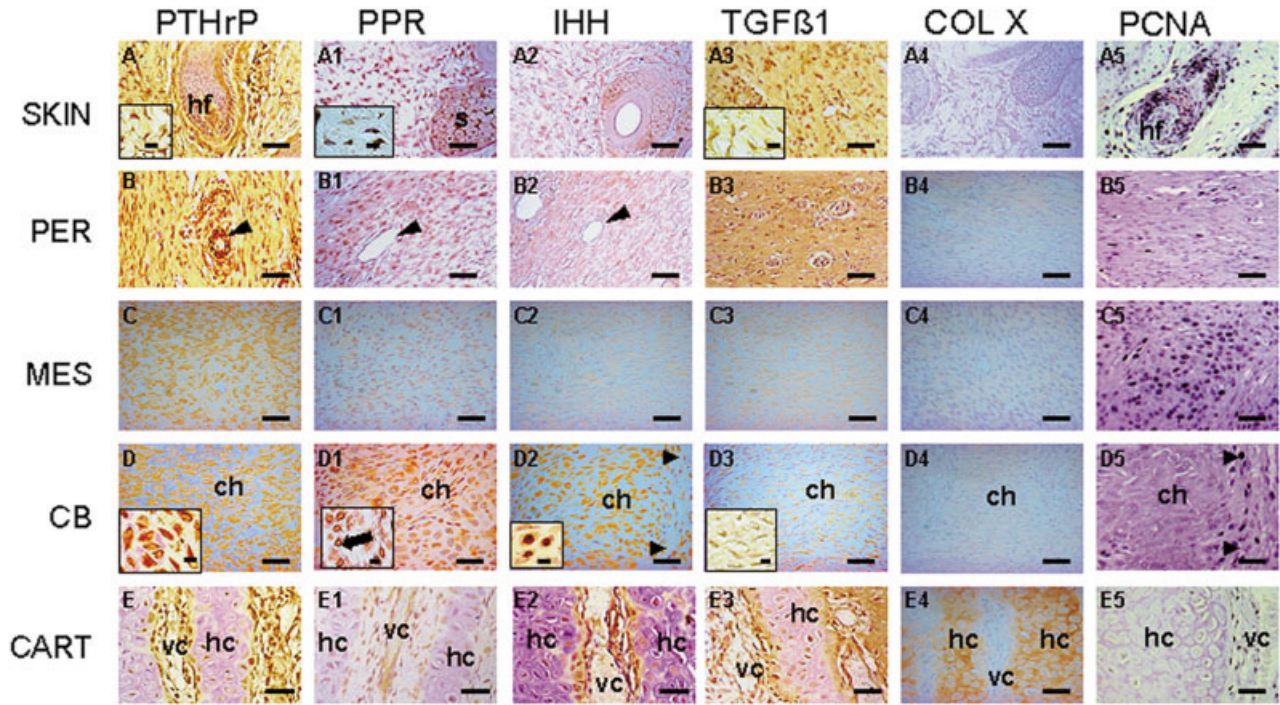 PTHrP PPR IHH TGFß1 COL X PCNA
SKIN
A A1 A2 A3 A4 A5
hf s hf
PER
B B1 B2 B3 B4 B5
MES
C C1 C2 C3 C4 C5
CB
D D1 D2 D3 D4 D5
ch ch ch ch ch ch
CART
E E1 E2 E3 E4 E5
vc hc hc vc hc hc vc hc vc hc hc vc hc hc vc